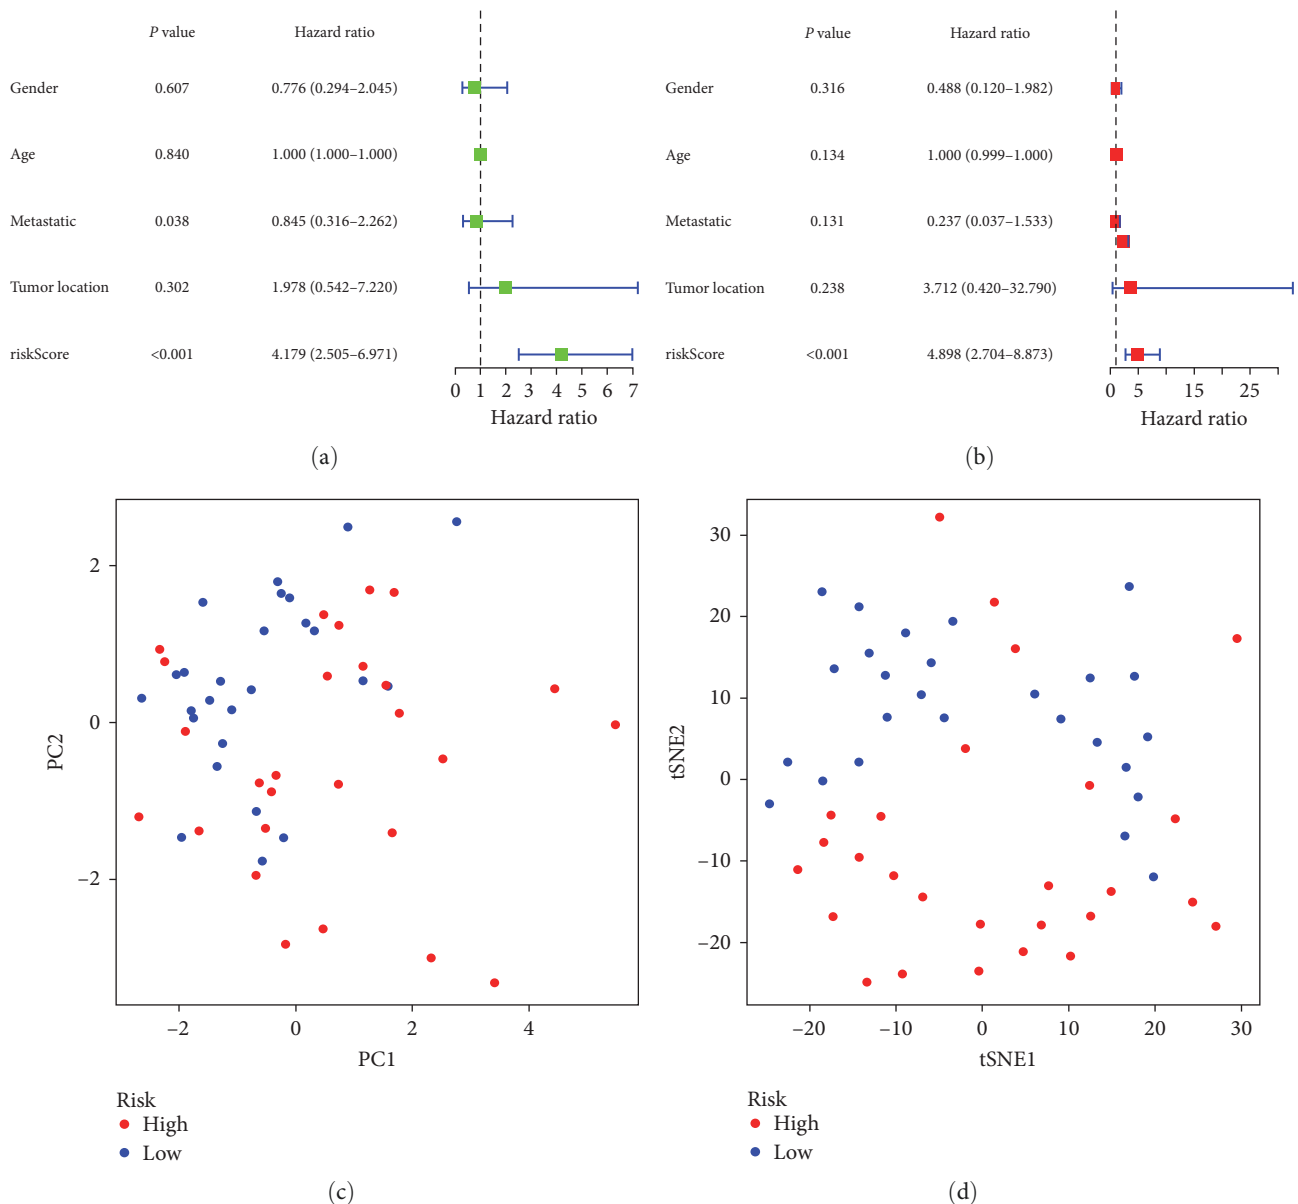 P value Hazard ratio
Gender 0.607 0.776 (0.294–2.045)
Age 0.840 1.000 (1.000–1.000)
Metastatic 0.038 0.845 (0.316–2.262)
Tumor location 0.302 1.978 (0.542–7.220)
riskScore <0.001 4.179 (2.505–6.971)
0 1 2 3 4 5 6 7
Hazard ratio
(a)
P value Hazard ratio
Gender 0.316 0.488 (0.120–1.982)
Age 0.134 1.000 (0.999–1.000)
Metastatic 0.131 0.237 (0.037–1.533)
Tumor location 0.238 3.712 (0.420–32.790)
riskScore <0.001 4.898 (2.704–8.873)
0 5 15 25
Hazard ratio
(b)
2
0
−2
PC2
−2 0 2 4
PC1
Risk
High
Low
(c)
30
20
10
0
−10
−20
tSNE2
−20 −10 0 10 20 30
tSNE1
Risk
High
Low
(d)